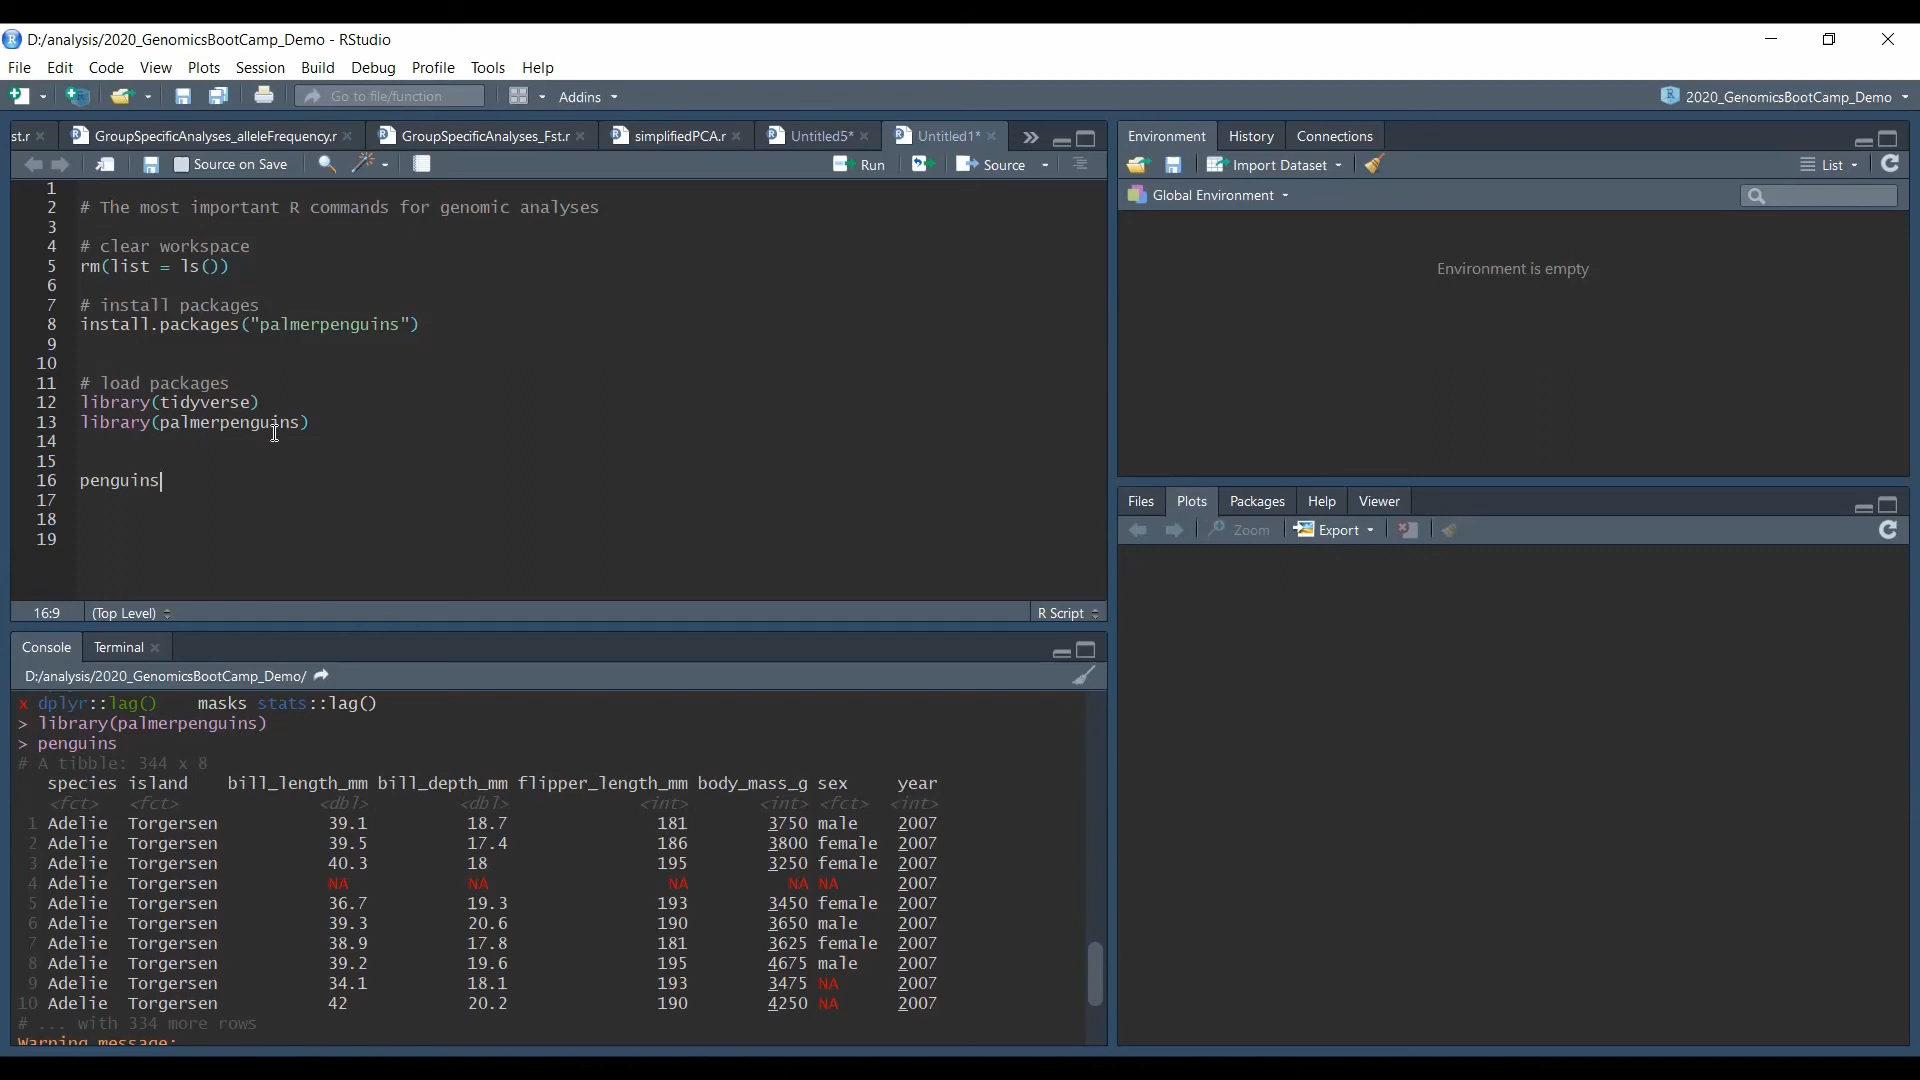 D:/analysis/2020_GenomicsBootCamp_Demo - RStudio
File Edit Code View Plots Session Build Debug Profile Tools Help
Go to file/function Addins 2020_GenomicsBootCamp_Demo
st.r GroupSpecificAnalyses_alleleFrequency.r GroupSpecificAnalyses_Fst.r simplifiedPCA.r Untitled5* Untitled1*
Source on Save Run Source
1
2 # The most important R commands for genomic analyses
3
4 # clear workspace
5 rm(list = ls())
6
7 # install packages
8 install.packages("palmerpenguins")
9
10
11 # load packages
12 library(tidyverse)
13 library(palmerpenguins)
14
15
16 penguins
17
18
19
16:9 (Top Level) R Script
Console Terminal
D:/analysis/2020_GenomicsBootCamp_Demo/
x dplyr::lag() masks stats::lag()
> library(palmerpenguins)
> penguins
# A tibble: 344 x 8
species island bill_length_mm bill_depth_mm flipper_length_mm body_mass_g sex year
<fct> <fct> <dbl> <dbl> <int> <int> <fct> <int>
1 Adelie Torgersen 39.1 18.7 181 3750 male 2007
2 Adelie Torgersen 39.5 17.4 186 3800 female 2007
3 Adelie Torgersen 40.3 18 195 3250 female 2007
4 Adelie Torgersen NA NA NA NA NA 2007
5 Adelie Torgersen 36.7 19.3 193 3450 female 2007
6 Adelie Torgersen 39.3 20.6 190 3650 male 2007
7 Adelie Torgersen 38.9 17.8 181 3625 female 2007
8 Adelie Torgersen 39.2 19.6 195 4675 male 2007
9 Adelie Torgersen 34.1 18.1 193 3475 NA 2007
10 Adelie Torgersen 42 20.2 190 4250 NA 2007
# ... with 334 more rows
Warning message:
Environment History Connections
Import Dataset List
Global Environment
Environment is empty
Files Plots Packages Help Viewer
Zoom Export